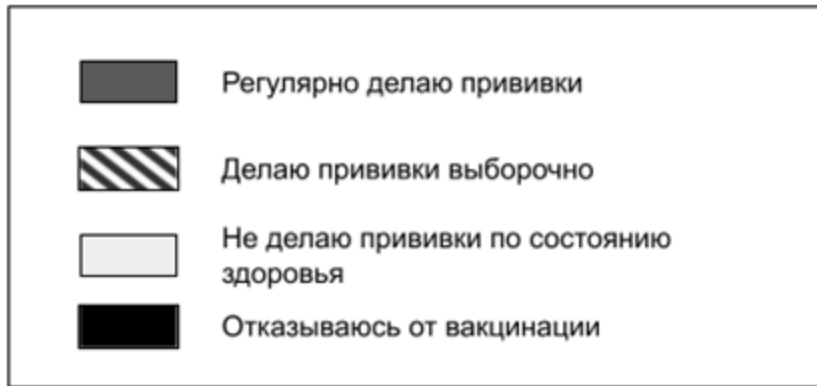 Регулярно делаю прививки
Делаю прививки выборочно
Не делаю прививки по состоянию
здоровья
Отказываюсь от вакцинации